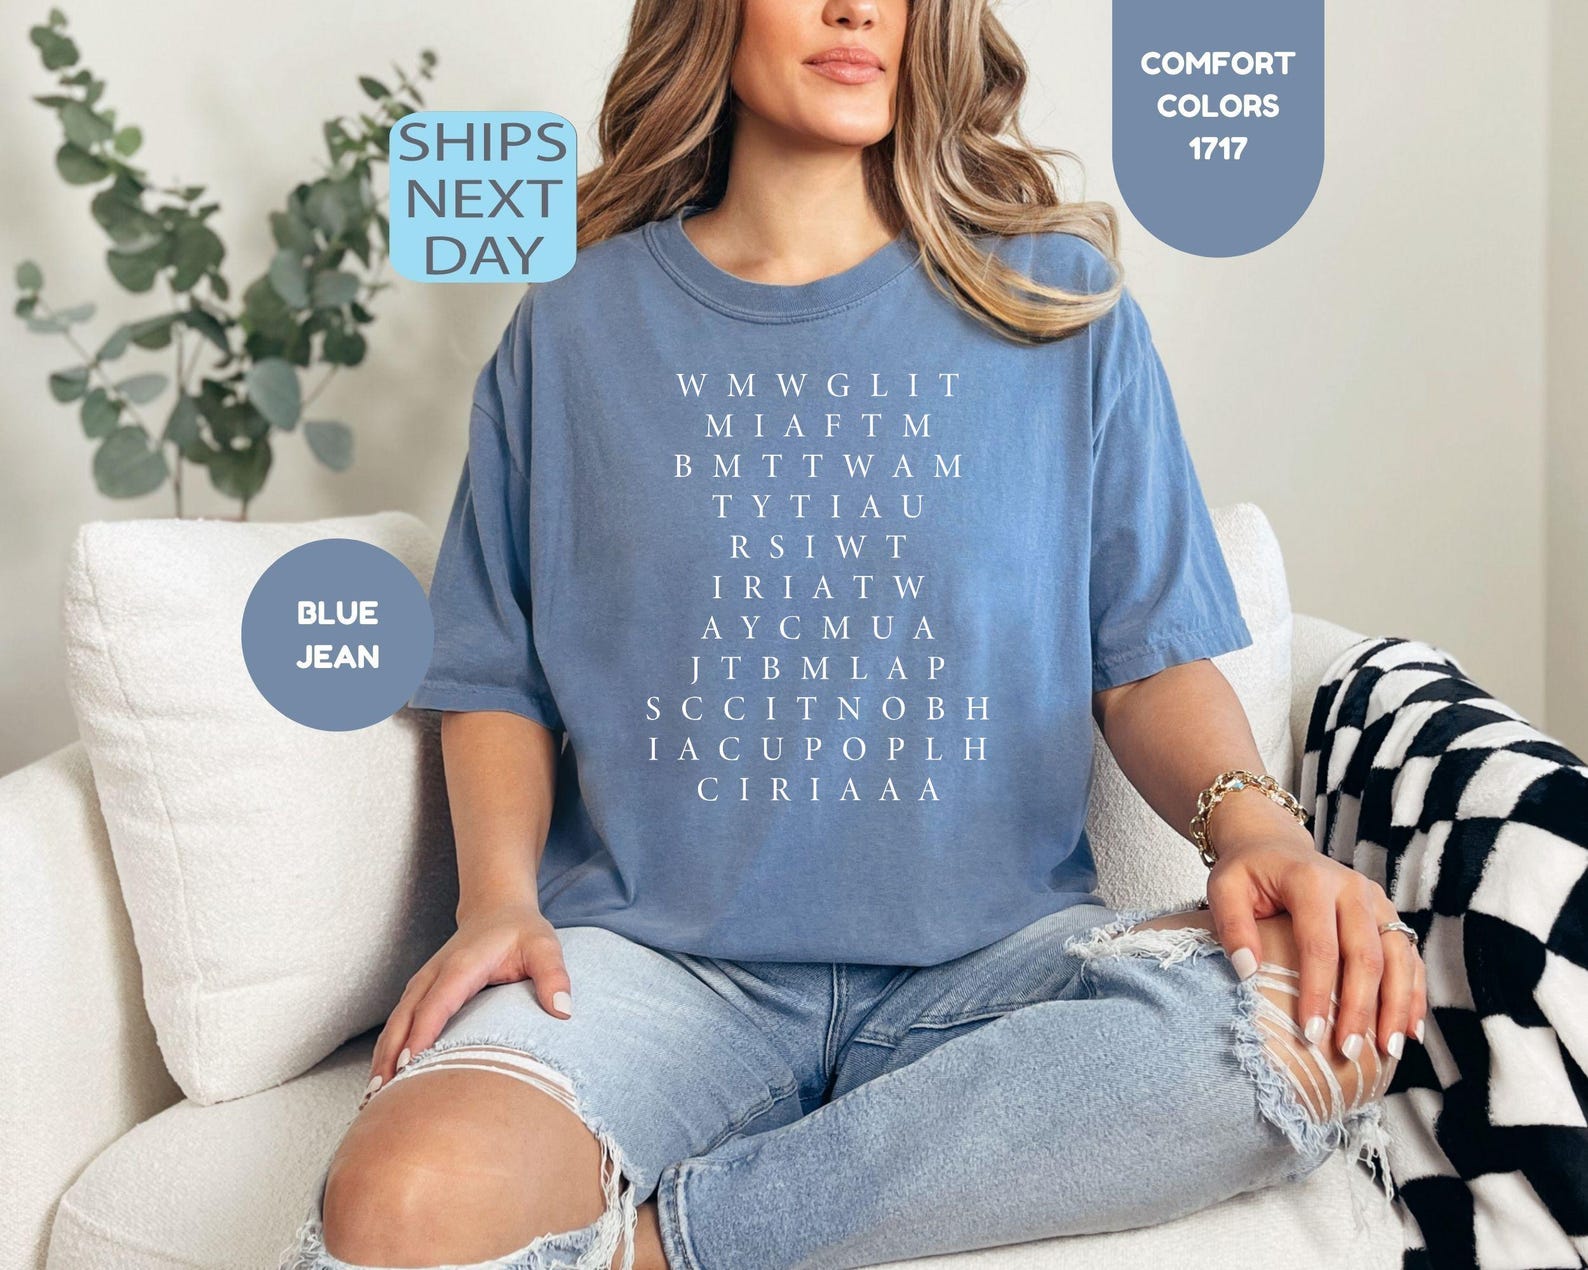 COMFORT
COLORS
1717
SHIPS
NEXT
DAY
W M W G L I T
M I A F T M
B M T T W A M
T Y T I A U
R S I W T
I R I A T W
A Y C M U A
J T B M L A P
S C C I T N O B H
I A C U P O P L H
C I R I A A A
BLUE
JEAN